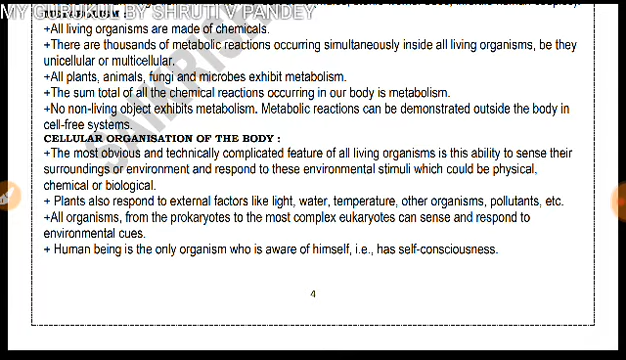 MY GURUKUL BY SHRUTI V PANDEY
METABOLISM :
+All living organisms are made of chemicals.
+There are thousands of metabolic reactions occurring simultaneously inside all living organisms, be they
unicellular or multicellular.
+All plants, animals, fungi and microbes exhibit metabolism.
+The sum total of all the chemical reactions occurring in our body is metabolism.
+No non-living object exhibits metabolism. Metabolic reactions can be demonstrated outside the body in
cell-free systems.
CELLULAR ORGANISATION OF THE BODY :
+The most obvious and technically complicated feature of all living organisms is this ability to sense their
surroundings or environment and respond to these environmental stimuli which could be physical,
chemical or biological.
+ Plants also respond to external factors like light, water, temperature, other organisms, pollutants, etc.
+All organisms, from the prokaryotes to the most complex eukaryotes can sense and respond to
environmental cues.
+ Human being is the only organism who is aware of himself, i.e., has self-consciousness.
4